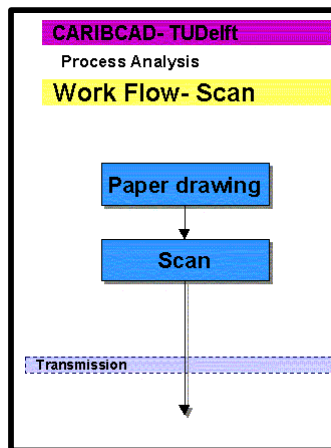 CARIBCAD- TUDelft
Process Analysis
Work Flow- Scan
Paper drawing
Scan
Transmission